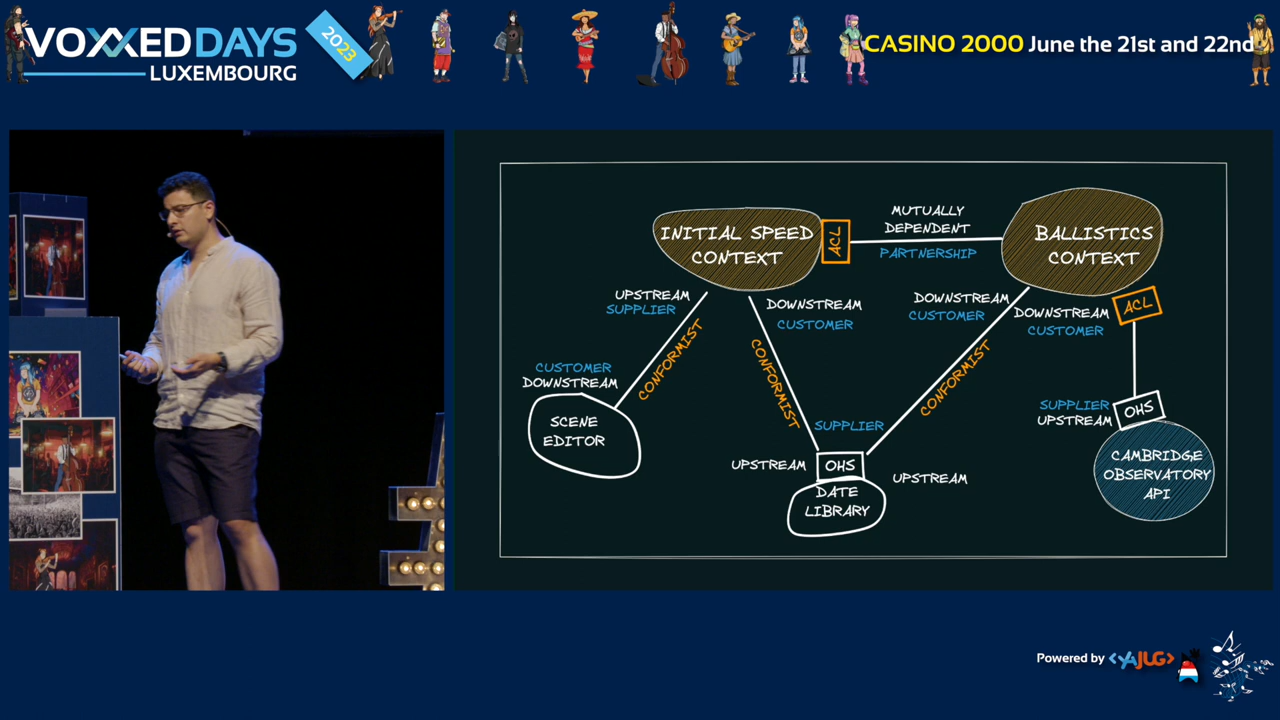 VOXXED DAYS
LUXEMBOURG
2023
CASINO 2000 June the 21st and 22nd
INITIAL SPEED
CONTEXT
ACL
MUTUALLY
DEPENDENT
PARTNERSHIP
BALLISTICS
CONTEXT
UPSTREAM
SUPPLIER
CONFORMIST
CUSTOMER
DOWNSTREAM
SCENE
EDITOR
DOWNSTREAM
CUSTOMER
CONFORMIST
DOWNSTREAM
CUSTOMER
CONFORMIST
SUPPLIER
UPSTREAM
OHS
UPSTREAM
DATE
LIBRARY
DOWNSTREAM
CUSTOMER
ACL
SUPPLIER
UPSTREAM
OHS
CAMBRIDGE
OBSERVATORY
API
Powered by <YAJUG>